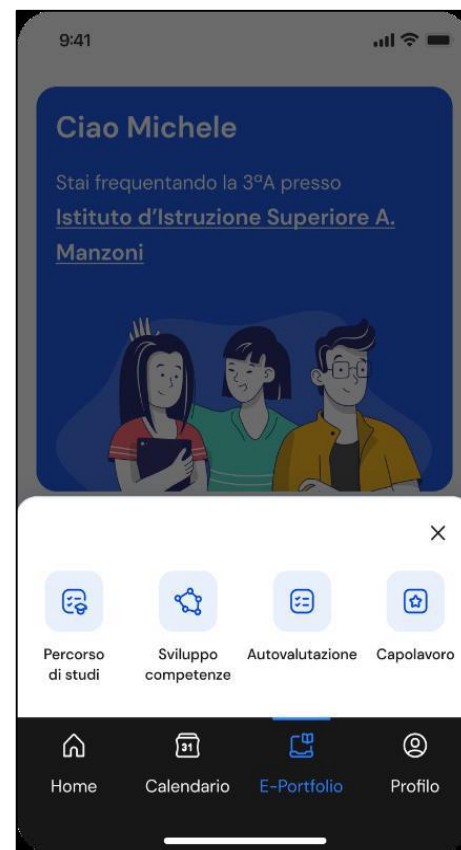 9:41
Ciao Michele
Stai frequentando la 3ªA presso
Istituto d'Istruzione Superiore A.
Manzoni
Percorso
di studi
Sviluppo
competenze
Autovalutazione
Capolavoro
31
Home
Calendario
E-Portfolio
Profilo